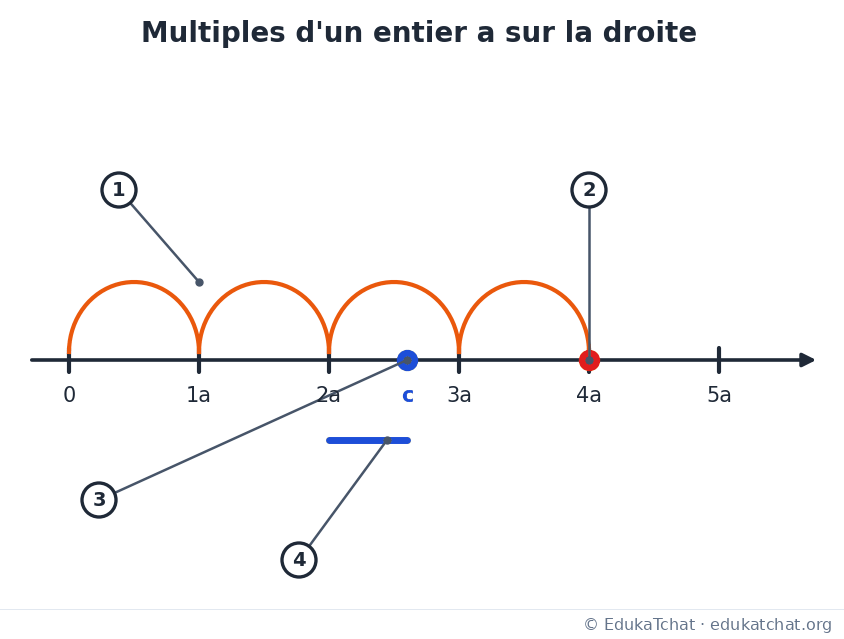 Multiples d'un entier a sur la droite
1
2
0
1a
2a
c
3a
4a
5a
3
4
© EdukaTchat · edukatchat.org